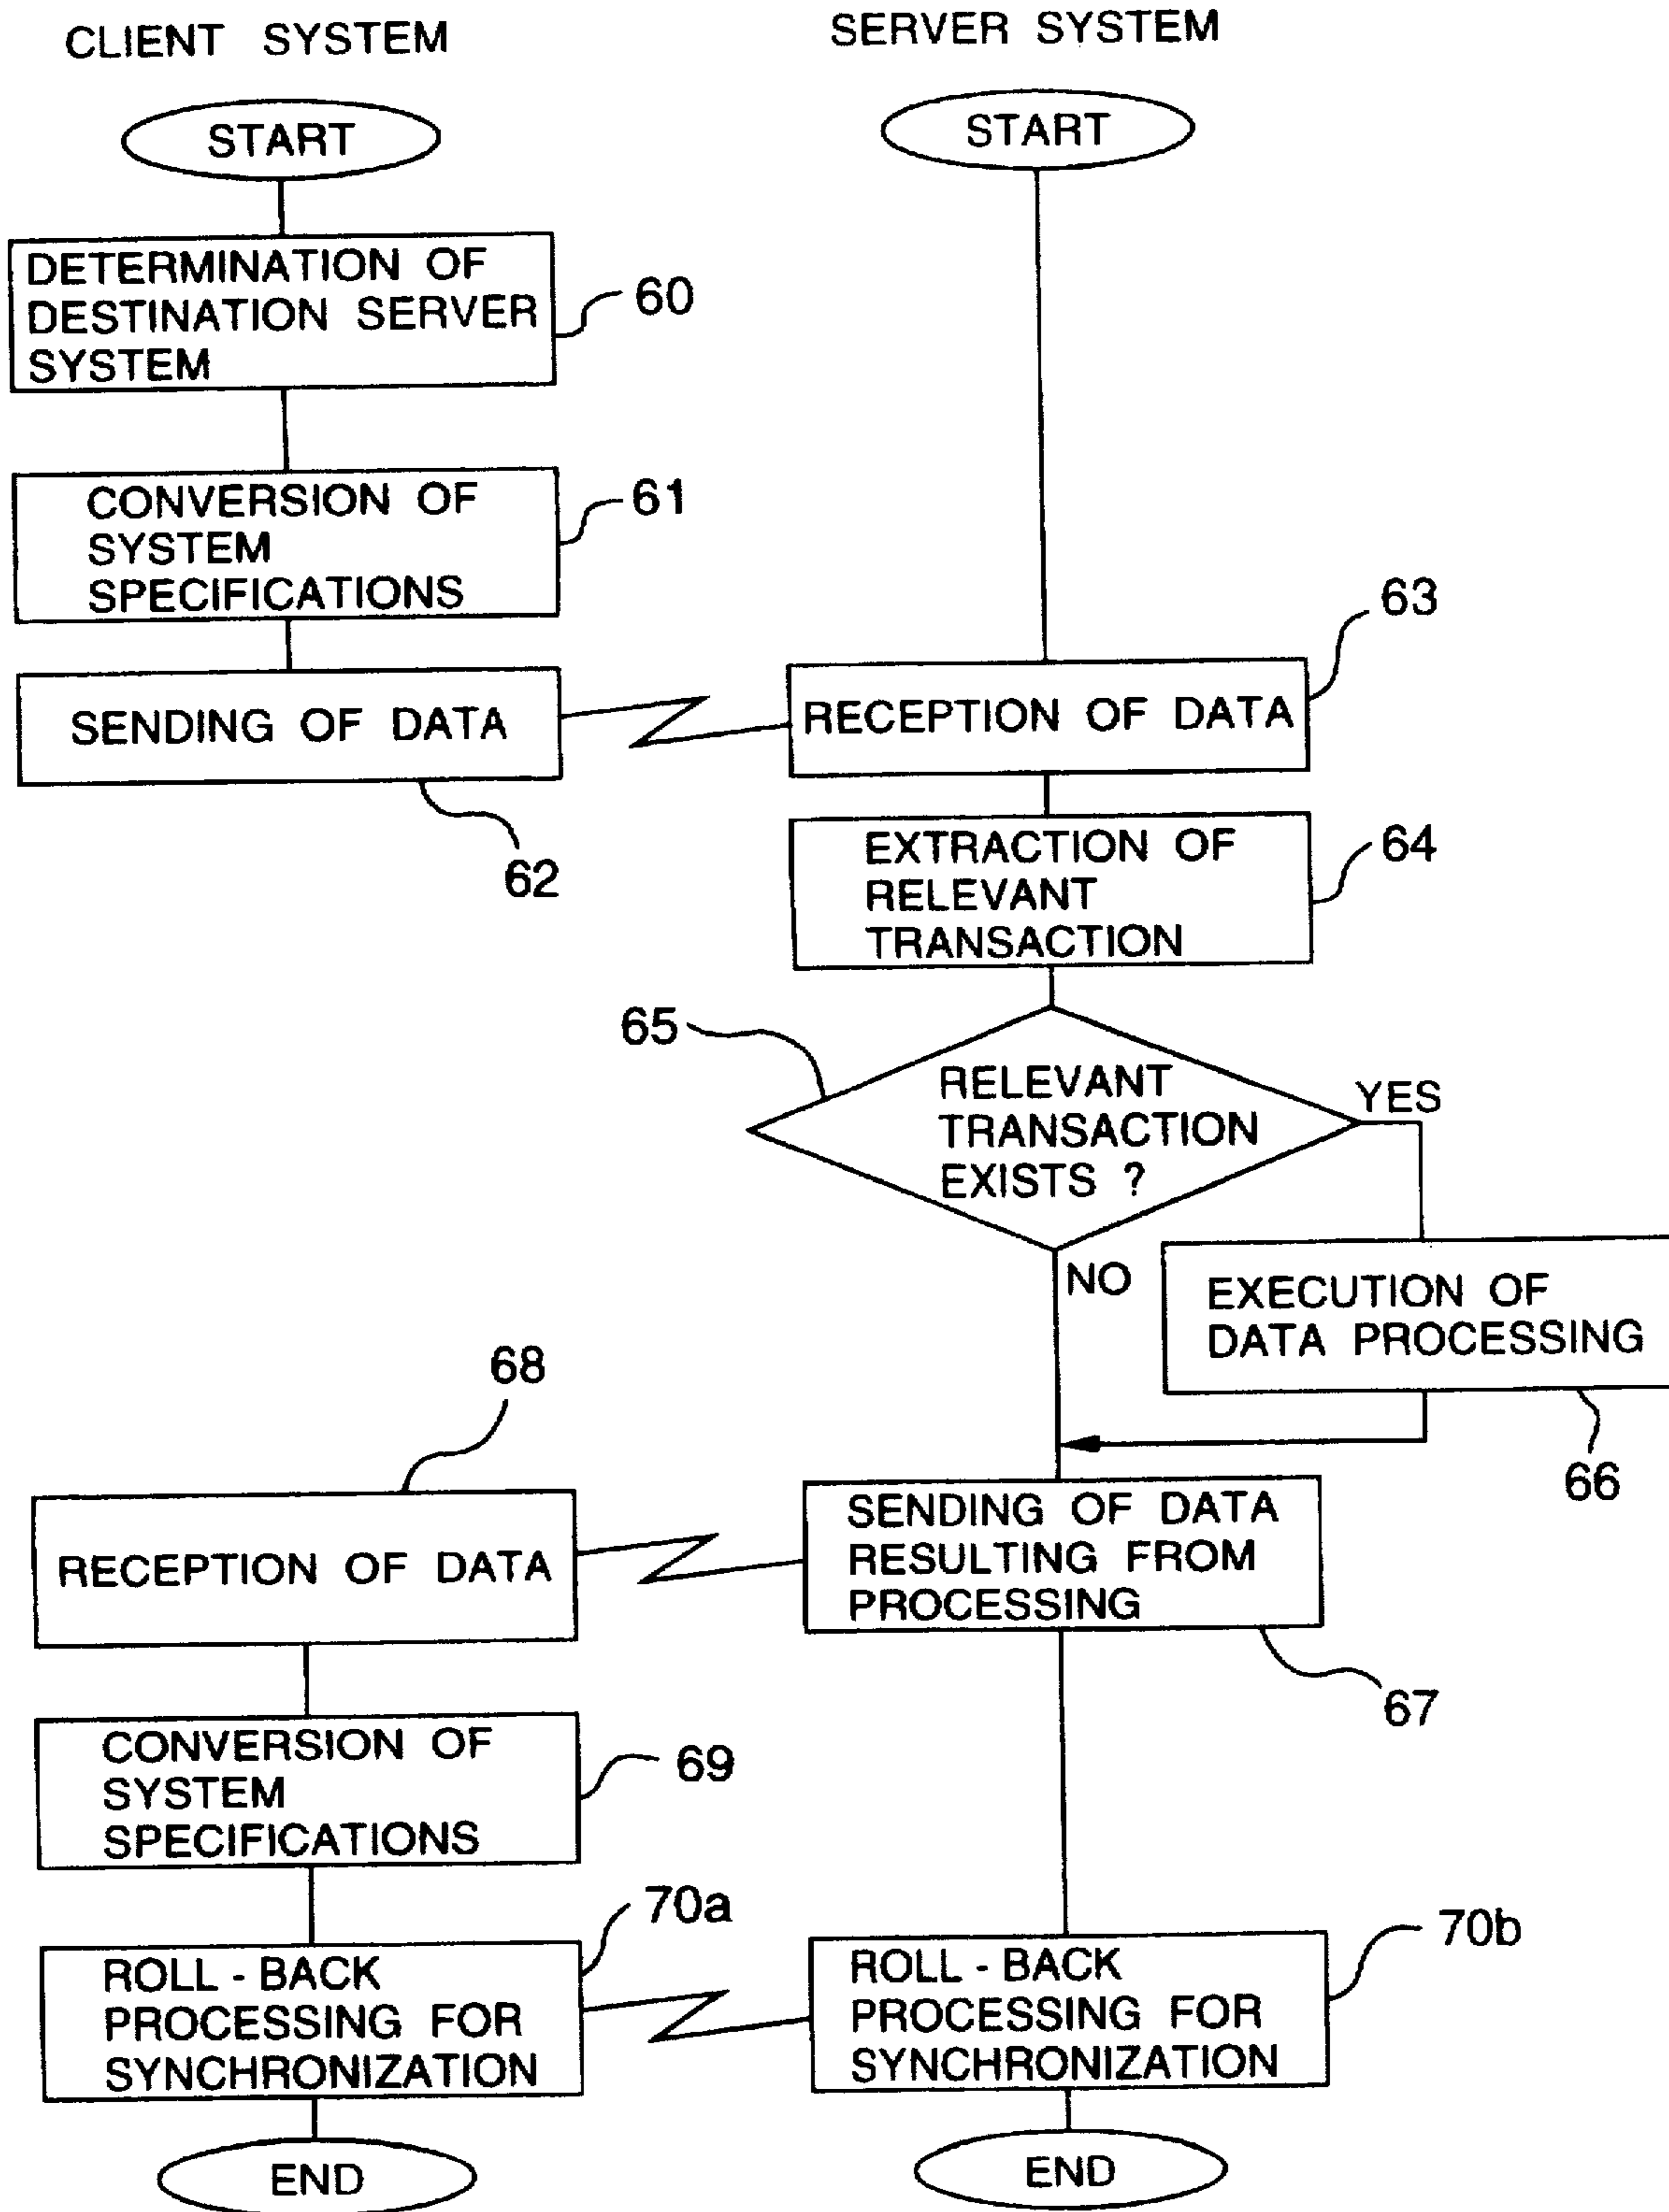 CLIENT SYSTEM
SERVER SYSTEM
START
START
DETERMINATION OF
DESTINATION SERVER
SYSTEM
60
CONVERSION OF
SYSTEM
SPECIFICATIONS
61
SENDING OF DATA
62
RECEPTION OF DATA
63
EXTRACTION OF
RELEVANT
TRANSACTION
64
65
RELEVANT
TRANSACTION
EXISTS ?
YES
NO
EXECUTION OF
DATA PROCESSING
66
68
RECEPTION OF DATA
SENDING OF DATA
RESULTING FROM
PROCESSING
67
CONVERSION OF
SYSTEM
SPECIFICATIONS
69
70a
ROLL - BACK
PROCESSING FOR
SYNCHRONIZATION
70b
ROLL - BACK
PROCESSING FOR
SYNCHRONIZATION
END
END